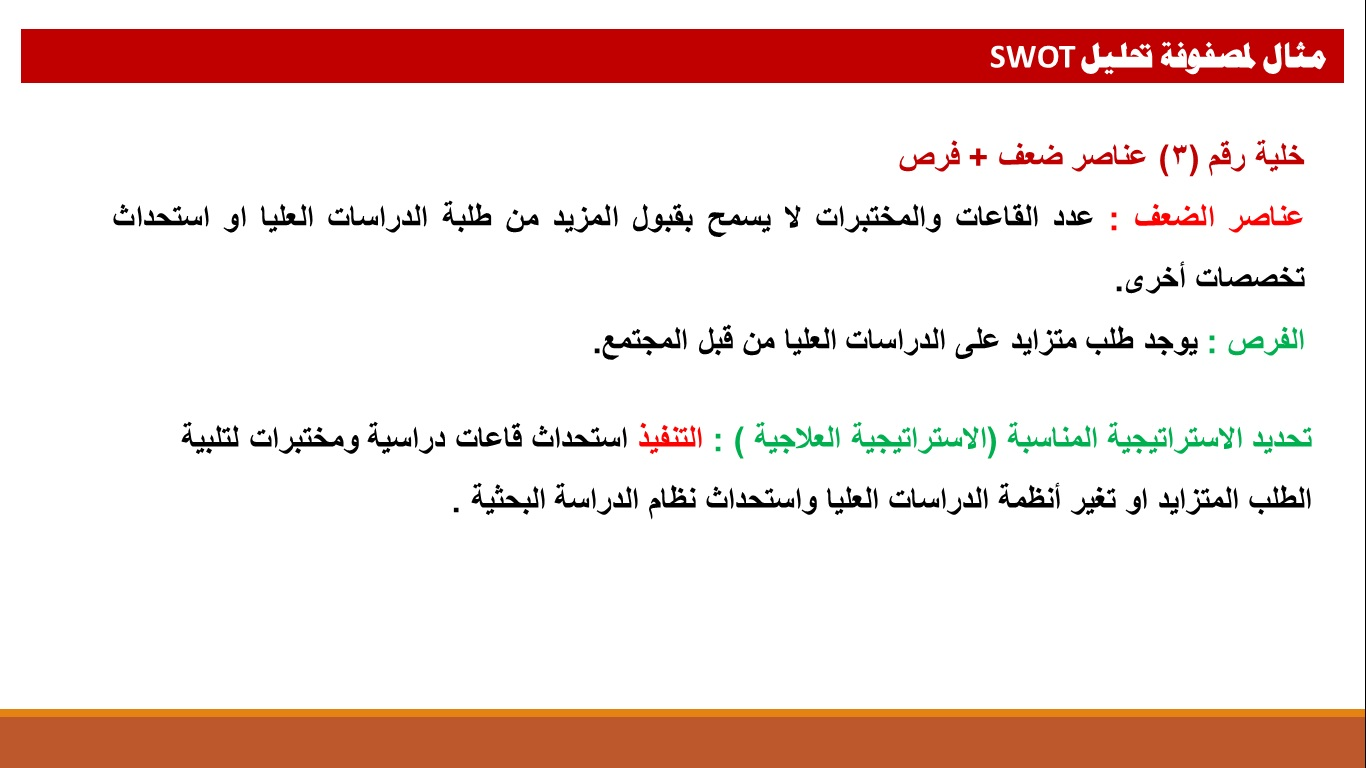 مثال لمصفوفة تحليل SWOT
خلية رقم (٣) عناصر ضعف + فرص
عناصر الضعف : عدد القاعات والمختبرات لا يسمح بقبول المزيد من طلبة الدراسات العليا او استحداث
تخصصات أخرى.
الفرص : يوجد طلب متزايد على الدراسات العليا من قبل المجتمع.
تحديد الاستراتيجية المناسبة (الاستراتيجية العلاجية ) : التنفيذ استحداث قاعات دراسية ومختبرات لتلبية
الطلب المتزايد او تغير أنظمة الدراسات العليا واستحداث نظام الدراسة البحثية .